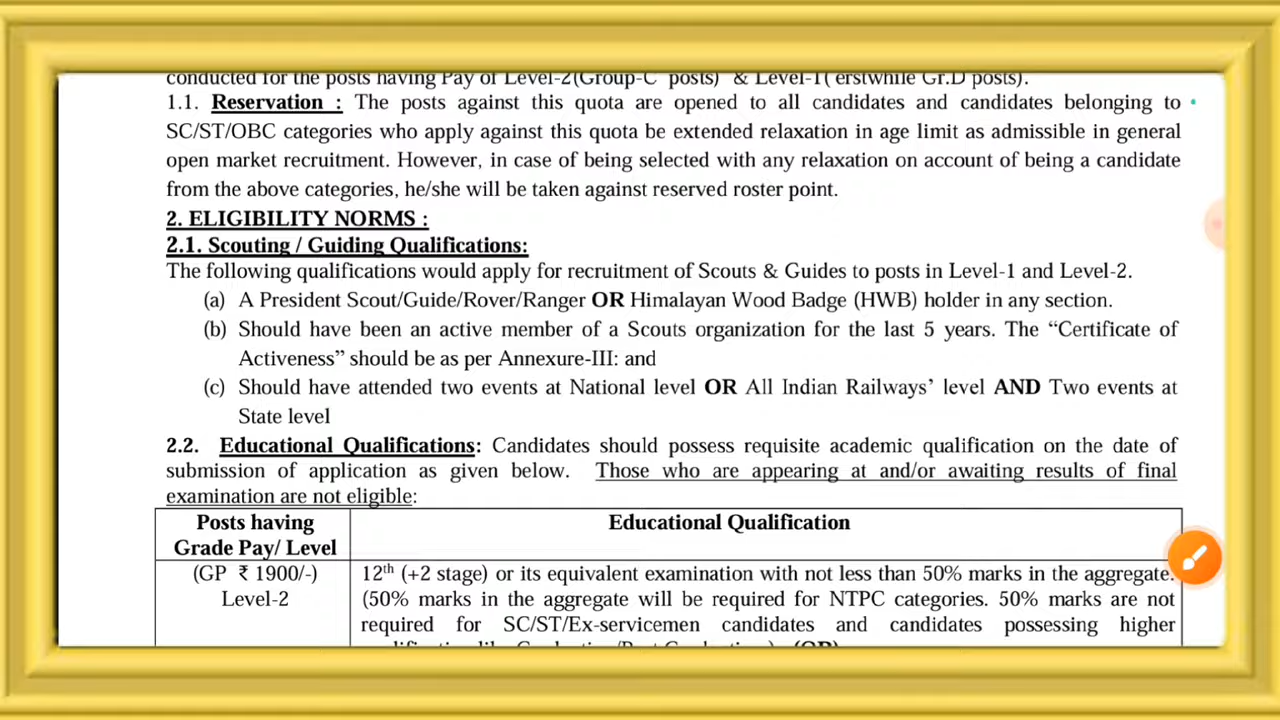 conducted for the posts having Pay of Level-2(Group-C posts) & Level-1( erstwhile Gr.D posts).
1.1. Reservation : The posts against this quota are opened to all candidates and candidates belonging to
SC/ST/OBC categories who apply against this quota be extended relaxation in age limit as admissible in general
open market recruitment. However, in case of being selected with any relaxation on account of being a candidate
from the above categories, he/she will be taken against reserved roster point.
2. ELIGIBILITY NORMS :
2.1. Scouting / Guiding Qualifications:
The following qualifications would apply for recruitment of Scouts & Guides to posts in Level-1 and Level-2.
(a) A President Scout/Guide/Rover/Ranger OR Himalayan Wood Badge (HWB) holder in any section.
(b) Should have been an active member of a Scouts organization for the last 5 years. The “Certificate of
Activeness” should be as per Annexure-III: and
(c) Should have attended two events at National level OR All Indian Railways’ level AND Two events at
State level
2.2. Educational Qualifications: Candidates should possess requisite academic qualification on the date of
submission of application as given below. Those who are appearing at and/or awaiting results of final
examination are not eligible:
Posts having
Grade Pay/ Level
Educational Qualification
(GP ₹ 1900/-)
Level-2
12th (+2 stage) or its equivalent examination with not less than 50% marks in the aggregate.
(50% marks in the aggregate will be required for NTPC categories. 50% marks are not
required for SC/ST/Ex-servicemen candidates and candidates possessing higher